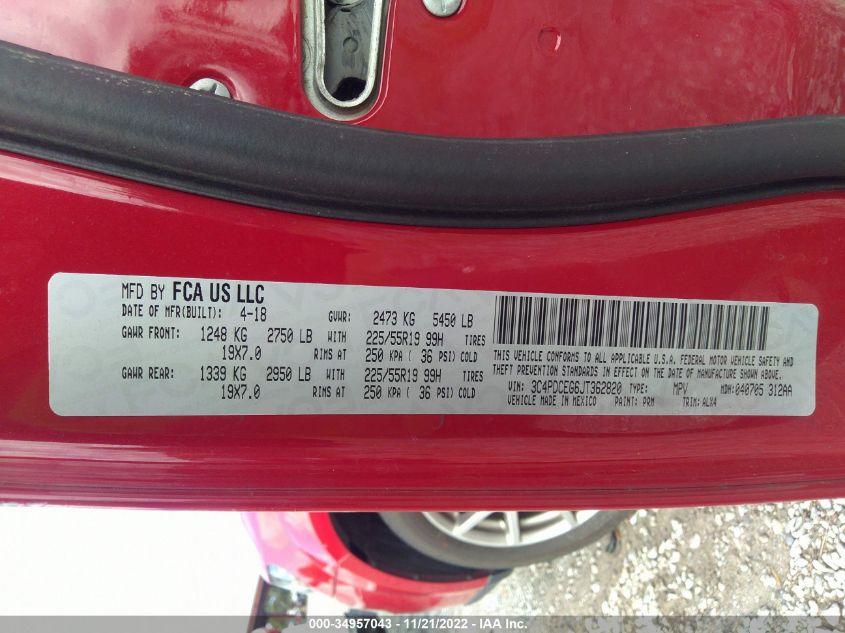 MFD BY FCA US LLC
DATE OF MFR(BUILT): 4-18 GVWR: 2473 KG 5450 LB
GAWR FRONT: 1248 KG 2750 LB WITH 225/55R19 99H TIRES
19X7.0 RIMS AT 250 KPA ( 36 PSI) COLD
GAWR REAR: 1339 KG 2950 LB WITH 225/55R19 99H TIRES
19X7.0 RIMS AT 250 KPA ( 36 PSI) COLD
THIS VEHICLE CONFORMS TO ALL APPLICABLE U.S.A. FEDERAL MOTOR VEHICLE SAFETY AND
THEFT PREVENTION STANDARDS IN EFFECT ON THE DATE OF MANUFACTURE SHOWN ABOVE.
VIN: 3C4PDCEG6JT362820 TYPE: MPV MDH: 040705 312AA
VEHICLE MADE IN MEXICO PAINT: PRM TRIM: ALX4
000-34957043 - 11/21/2022 - IAA Inc.